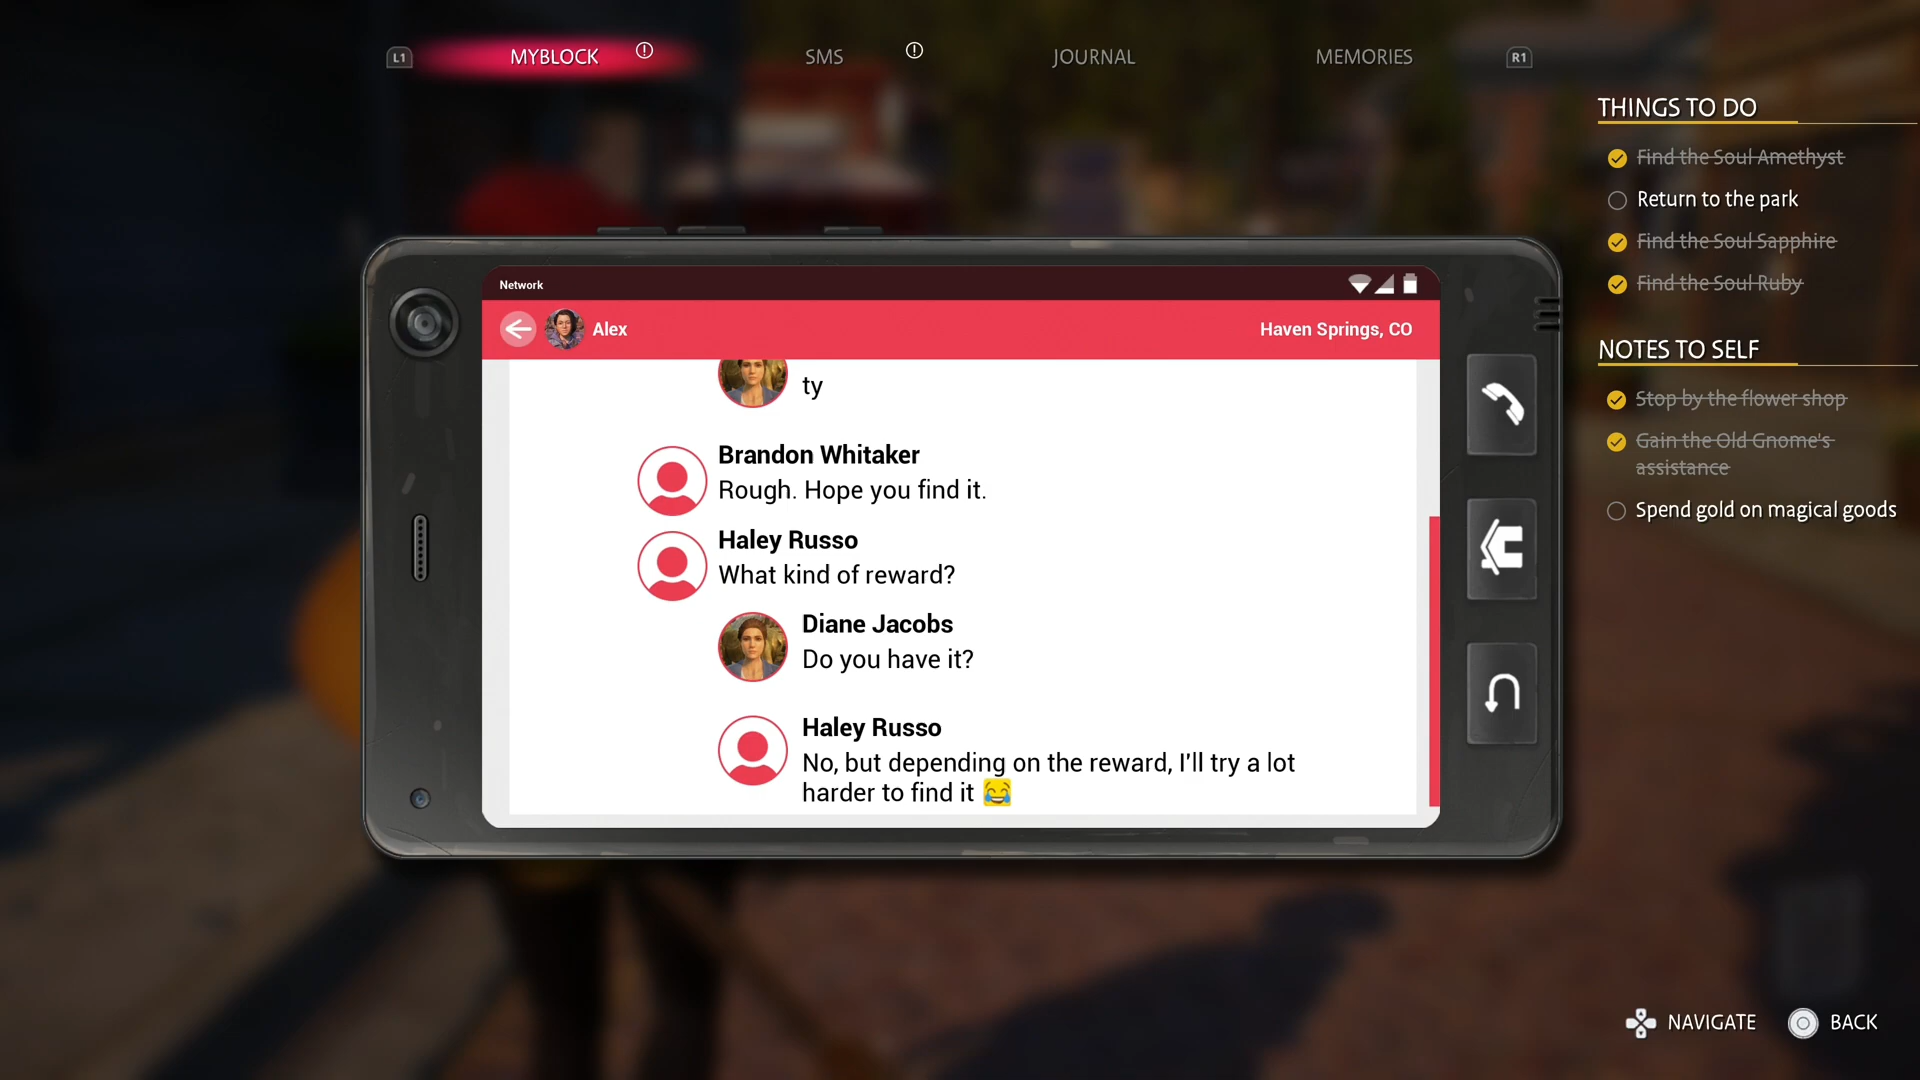 L1
MYBLOCK
SMS
JOURNAL
MEMORIES
R1
THINGS TO DO
Find the Soul Amethyst
Return to the park
Find the Soul Sapphire
Find the Soul Ruby
NOTES TO SELF
Stop by the flower shop
Gain the Old Gnome's
assistance
Spend gold on magical goods
Network
Alex
Haven Springs, CO
ty
Brandon Whitaker
Rough. Hope you find it.
Haley Russo
What kind of reward?
Diane Jacobs
Do you have it?
Haley Russo
No, but depending on the reward, I'll try a lot
harder to find it 😂
NAVIGATE
BACK